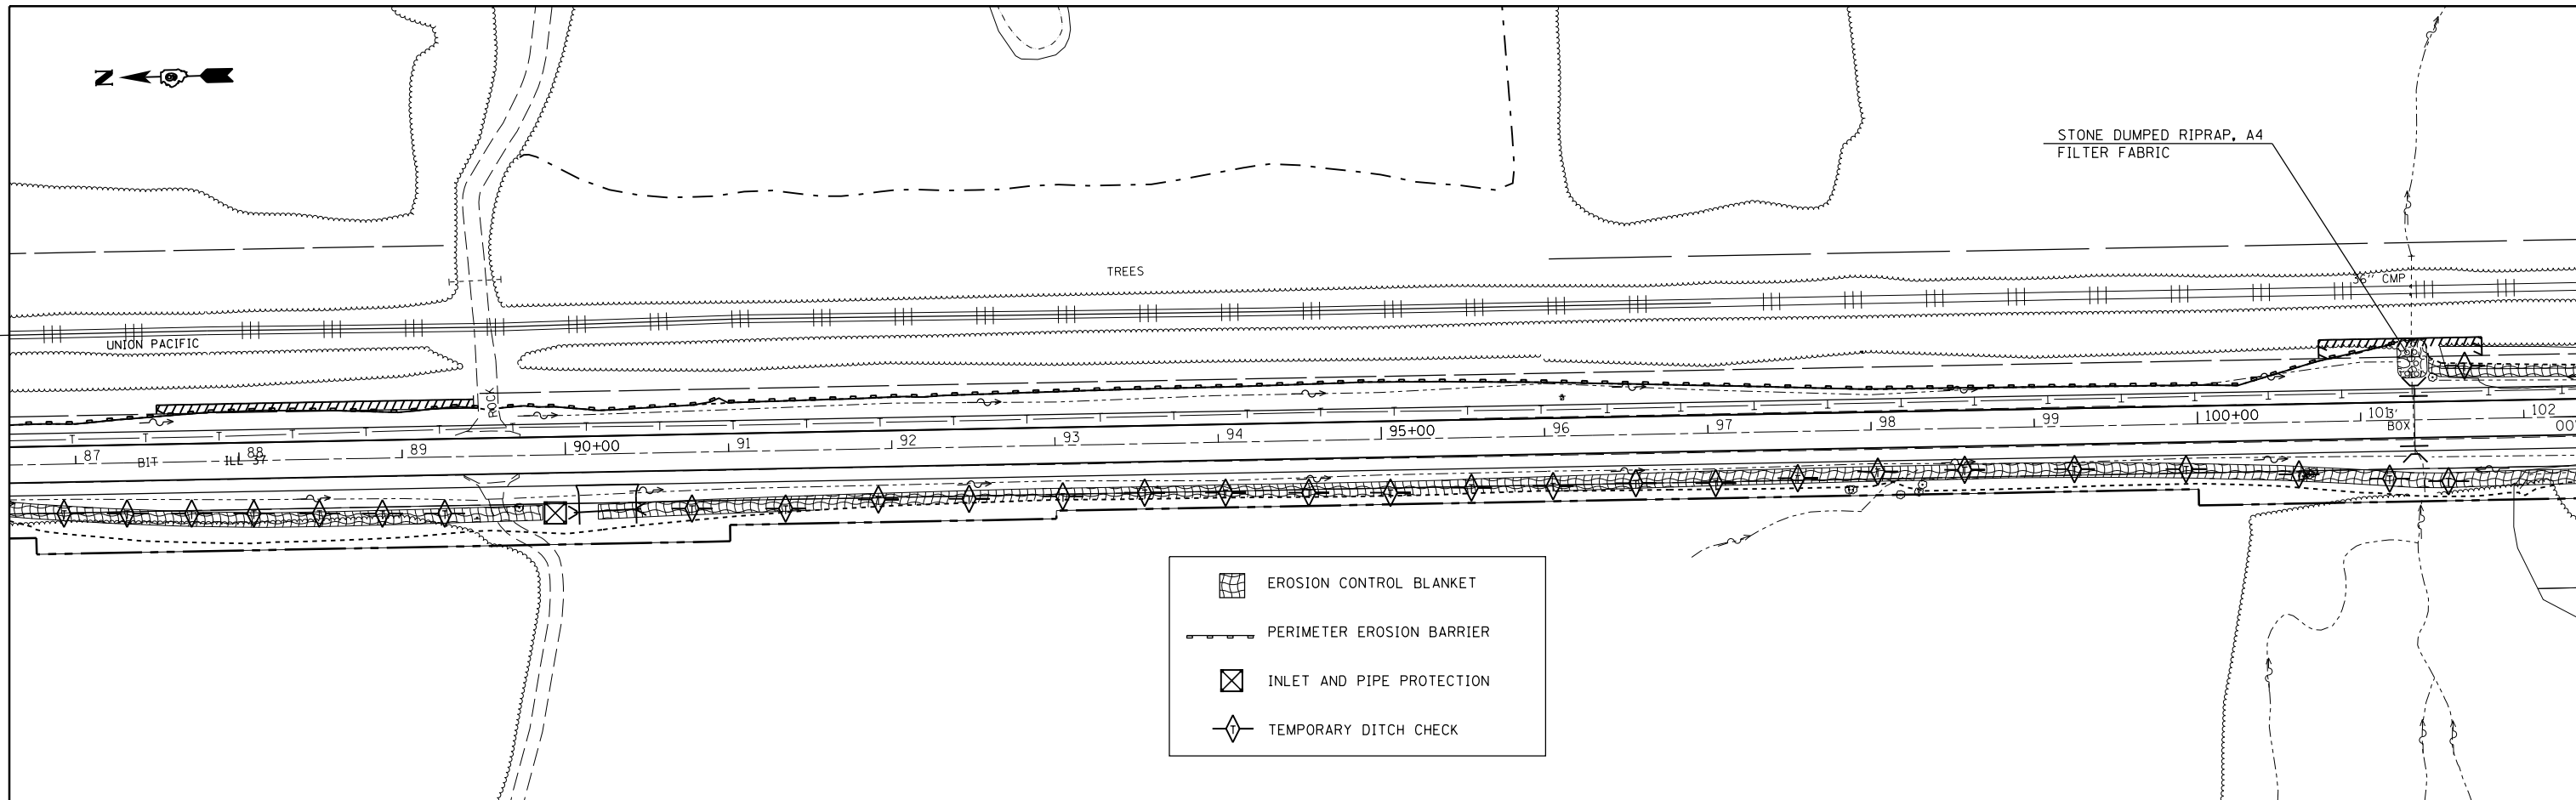 N
STONE DUMPED RIPRAP, A4
FILTER FABRIC
TREES
36" CMP
UNION PACIFIC
ROCK
87
BIT
88
ILL 37
89
90+00
91
92
93
94
95+00
96
97
98
99
100+00
101
3'
BOX
102
EROSION CONTROL BLANKET
PERIMETER EROSION BARRIER
INLET AND PIPE PROTECTION
T TEMPORARY DITCH CHECK